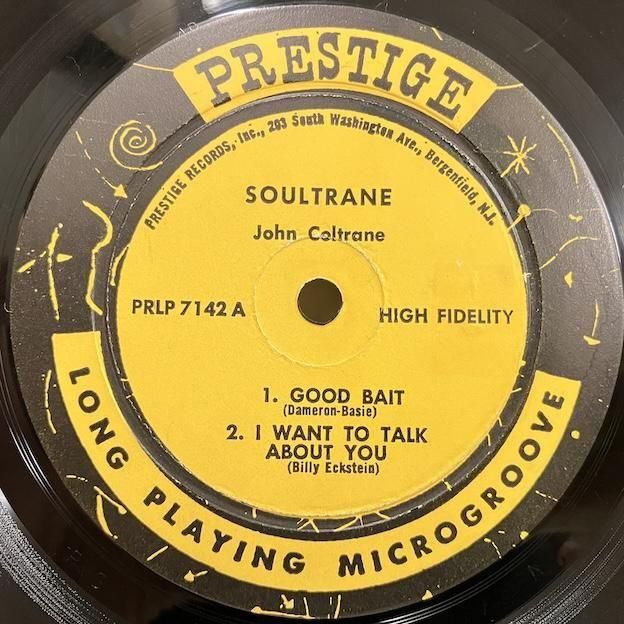 PRESTIGE
PRESTIGE RECORDS, Inc., 203 South Washington Ave., Bergenfield, N.J.
SOULTRANE
John Coltrane
PRLP 7142 A
HIGH FIDELITY
1. GOOD BAIT
(Dameron-Basie)
2. I WANT TO TALK
ABOUT YOU
(Billy Eckstein)
LONG PLAYING MICROGROOVE